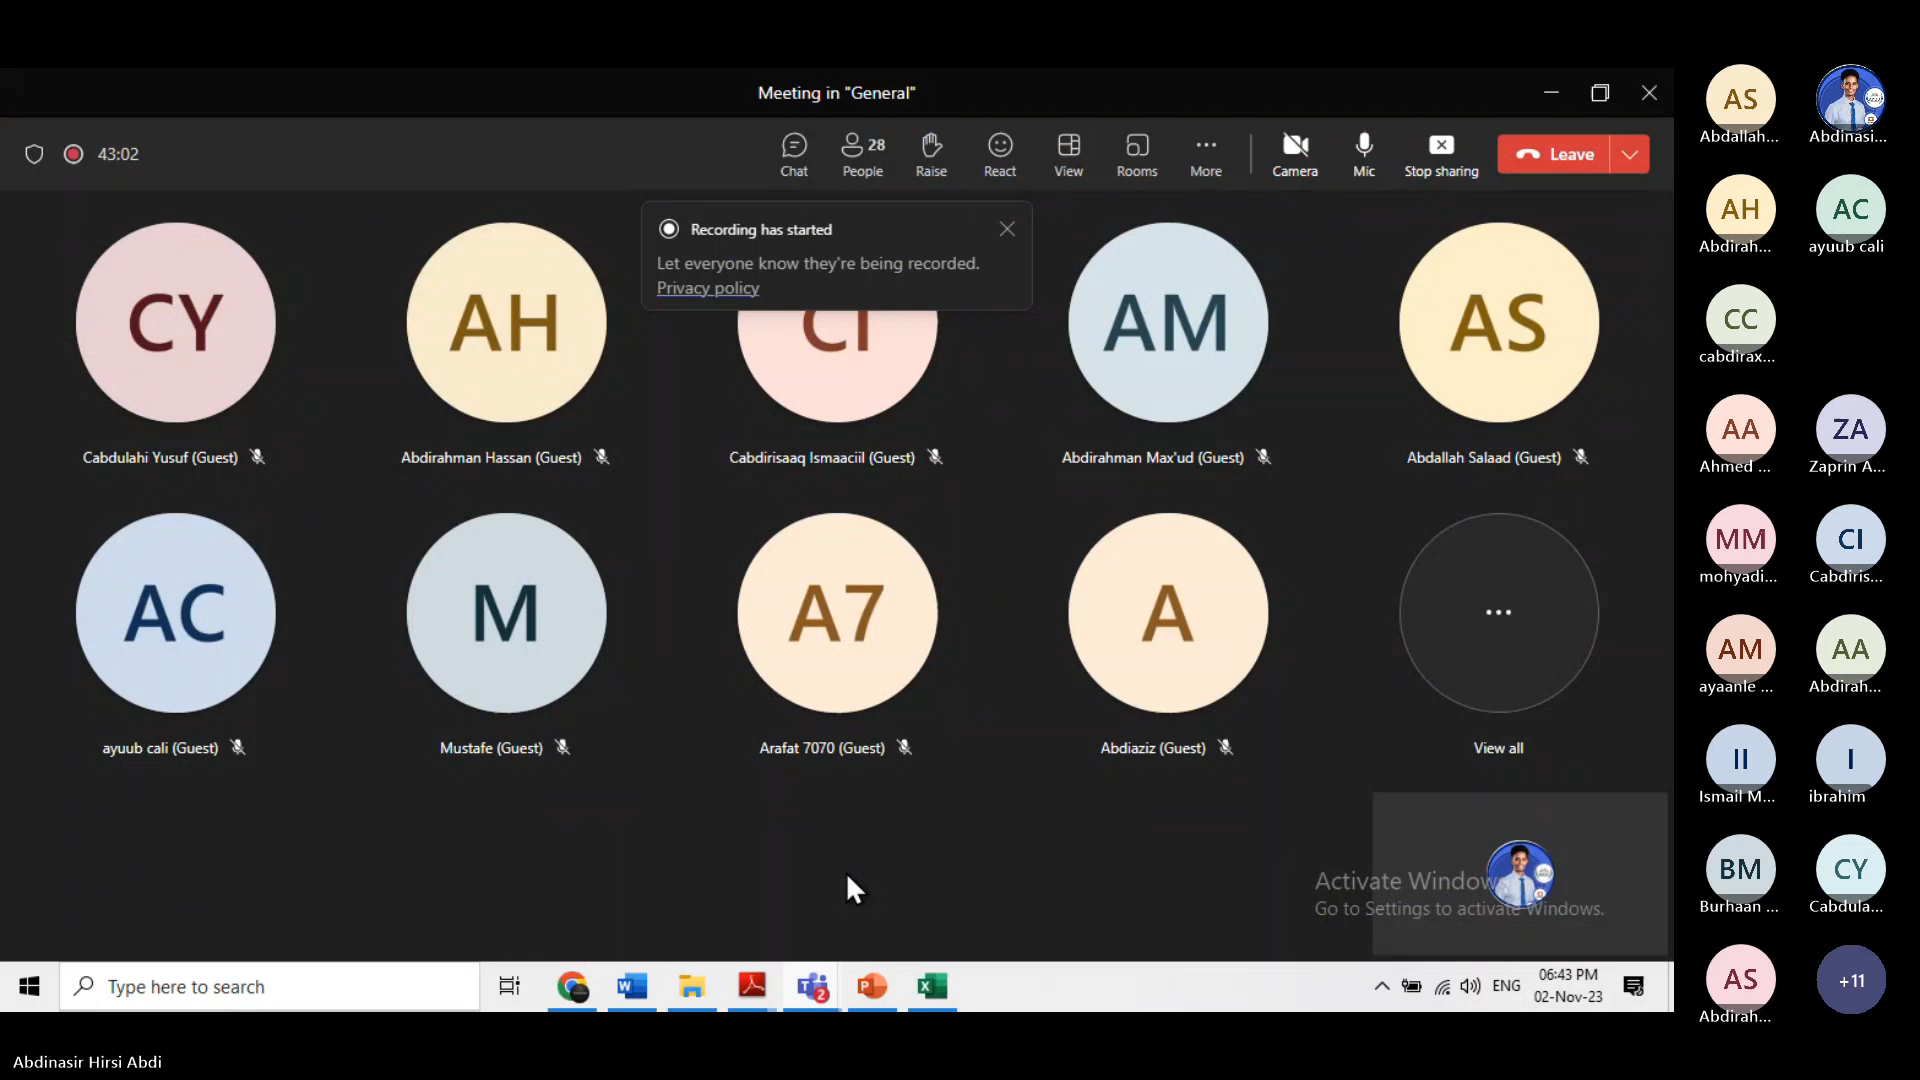 Meeting in "General"
43:02
Chat
28
People
Raise
React
View
Rooms
More
Camera
Mic
Stop sharing
Leave
Recording has started
Let everyone know they're being recorded.
Privacy policy
CY
AH
CI
AM
AS
Cabdulahi Yusuf (Guest)
Abdirahman Hassan (Guest)
Cabdirisaaq Ismaaciil (Guest)
Abdirahman Max'ud (Guest)
Abdallah Salaad (Guest)
AC
M
A7
A
ayuub cali (Guest)
Mustafe (Guest)
Arafat 7070 (Guest)
Abdiaziz (Guest)
View all
Activate Window
Go to Settings to activate Windows.
Type here to search
2
ENG
06:43 PM
02-Nov-23
AS
Abdallah...
Abdinasi...
AH
Abdirah...
AC
ayuub cali
CC
cabdirax...
AA
Ahmed ...
ZA
Zaprin A...
MM
mohyadi...
CI
Cabdiris...
AM
ayaanle ...
AA
Abdirah...
II
Ismail M...
I
ibrahim
BM
Burhaan ...
CY
Cabdula...
AS
Abdirah...
+11
Abdinasir Hirsi Abdi